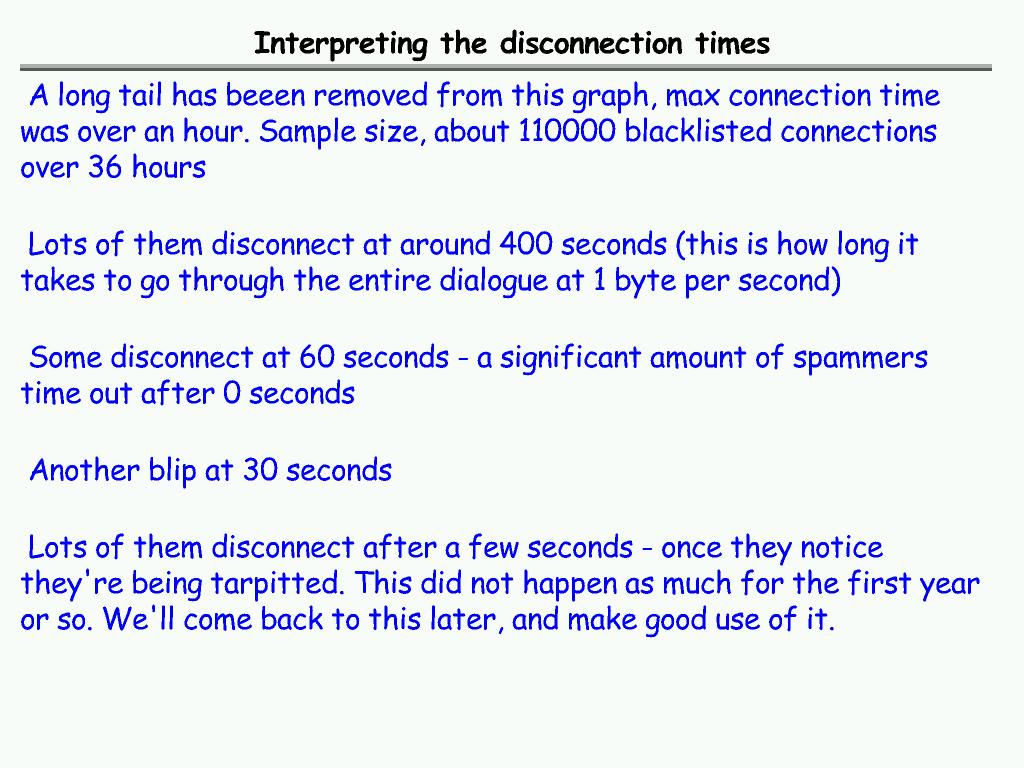 Interpreting the disconnection times
A long tail has beeen removed from this graph, max connection time
was over an hour. Sample size, about 110000 blacklisted connections
over 36 hours
Lots of them disconnect at around 400 seconds (this is how long it
takes to go through the entire dialogue at 1 byte per second)
Some disconnect at 60 seconds - a significant amount of spammers
time out after 0 seconds
Another blip at 30 seconds
Lots of them disconnect after a few seconds - once they notice
they're being tarpitted. This did not happen as much for the first year
or so. We'll come back to this later, and make good use of it.